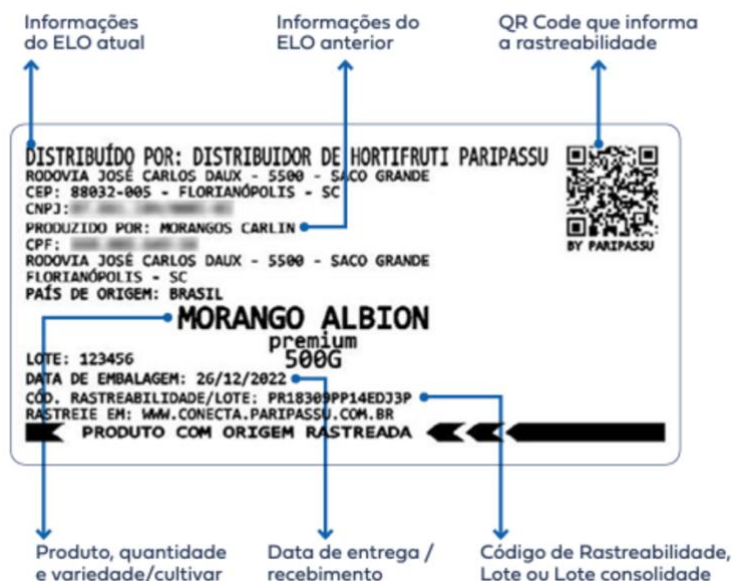 Informações
do ELO atual
Informações do
ELO anterior
QR Code que informa
a rastreabilidade
DISTRIBUÍDO POR: DISTRIBUIDOR DE HORTIFRUTI PARIPASSU
RODOVIA JOSÉ CARLOS DAUX - 5500 - SACO GRANDE
CEP: 88032-005 - FLORIANÓPOLIS - SC
CNPJ:
PRODUZIDO POR: MORANGOS CARLIN
CPF:
RODOVIA JOSÉ CARLOS DAUX - 5500 - SACO GRANDE
FLORIANÓPOLIS - SC
PAÍS DE ORIGEM: BRASIL
BY PARIPASSU
MORANGO ALBION
premium
500G
LOTE: 123456
DATA DE EMBALAGEM: 26/12/2022
CÓD. RASTREABILIDADE/LOTE: PR18309PP14EDJ3P
RASTREIE EM: WWW.CONECTA.PARIPASSU.COM.BR
PRODUTO COM ORIGEM RASTREADA
Produto, quantidade
e variedade/cultivar
Data de entrega /
recebimento
Código de Rastreabilidade,
Lote ou Lote consolidade